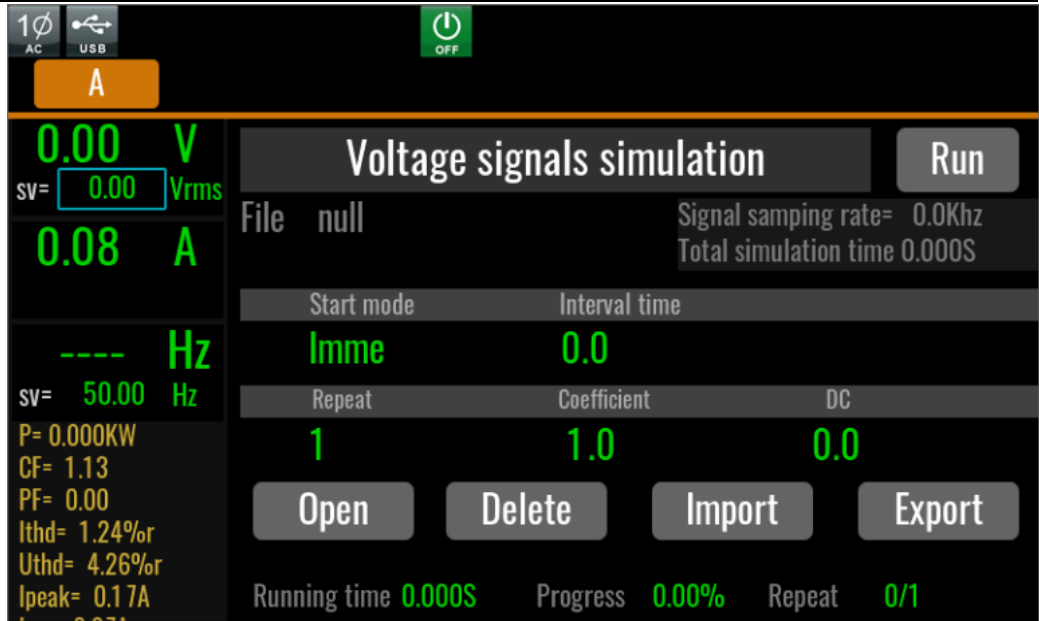 1Ø
AC
USB
OFF
A
0.00 V
sv= 0.00 Vrms
0.08 A
---- Hz
sv= 50.00 Hz
P= 0.000KW
CF= 1.13
PF= 0.00
Ithd= 1.24%r
Uthd= 4.26%r
Ipeak= 0.17A
Voltage signals simulation
Run
File null
Signal samping rate= 0.0Khz
Total simulation time 0.000S
Start mode Interval time
Imme 0.0
Repeat Coefficient DC
1 1.0 0.0
Open Delete Import Export
Running time 0.000S Progress 0.00% Repeat 0/1